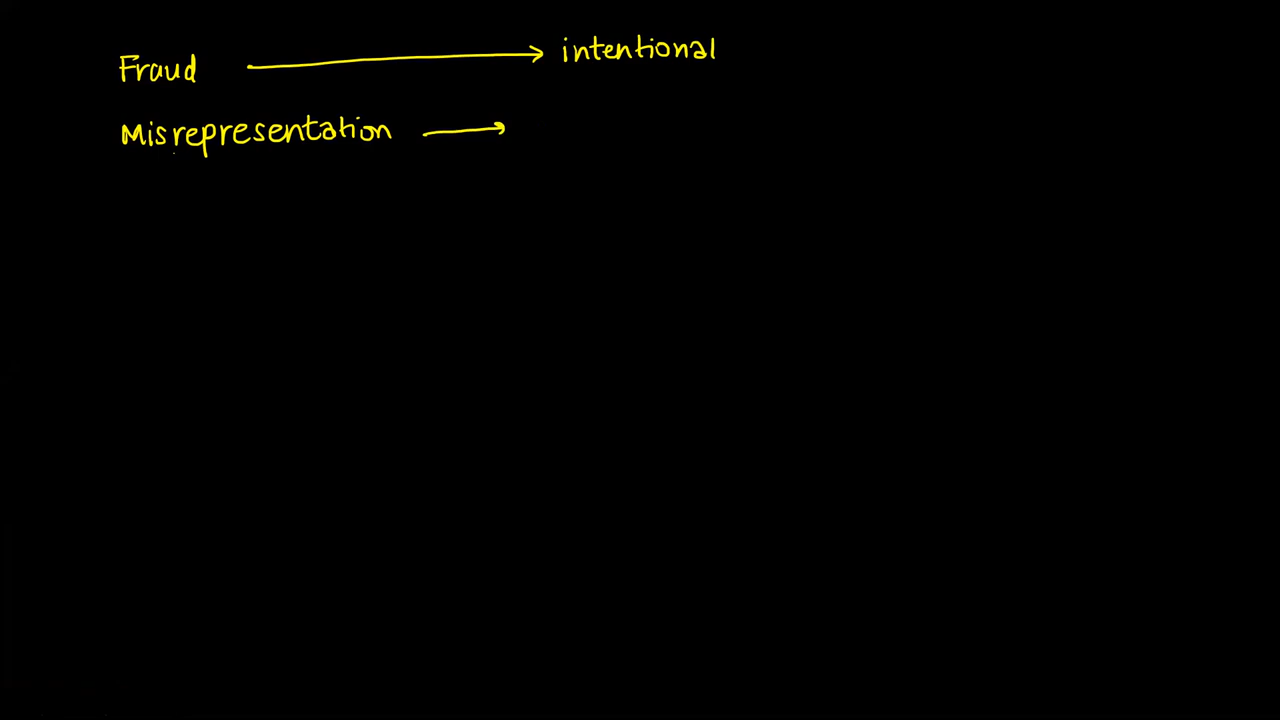 Fraud → intentional
Misrepresentation →